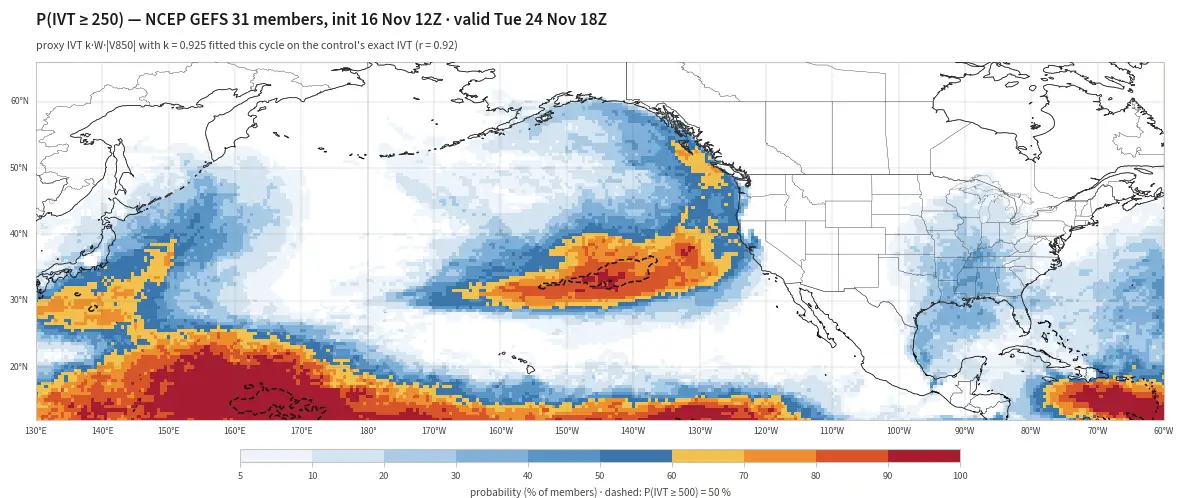 P(IVT ≥ 250) — NCEP GEFS 31 members, init 16 Nov 12Z · valid Tue 24 Nov 18Z
proxy IVT k·W·|V850| with k = 0.925 fitted this cycle on the control's exact IVT (r = 0.92)
60°N
50°N
40°N
30°N
20°N
130°E 140°E 150°E 160°E 170°E 180° 170°W 160°W 150°W 140°W 130°W 120°W 110°W 100°W 90°W 80°W 70°W 60°W
5 10 20 30 40 50 60 70 80 90 100
probability (% of members) · dashed: P(IVT ≥ 500) = 50 %